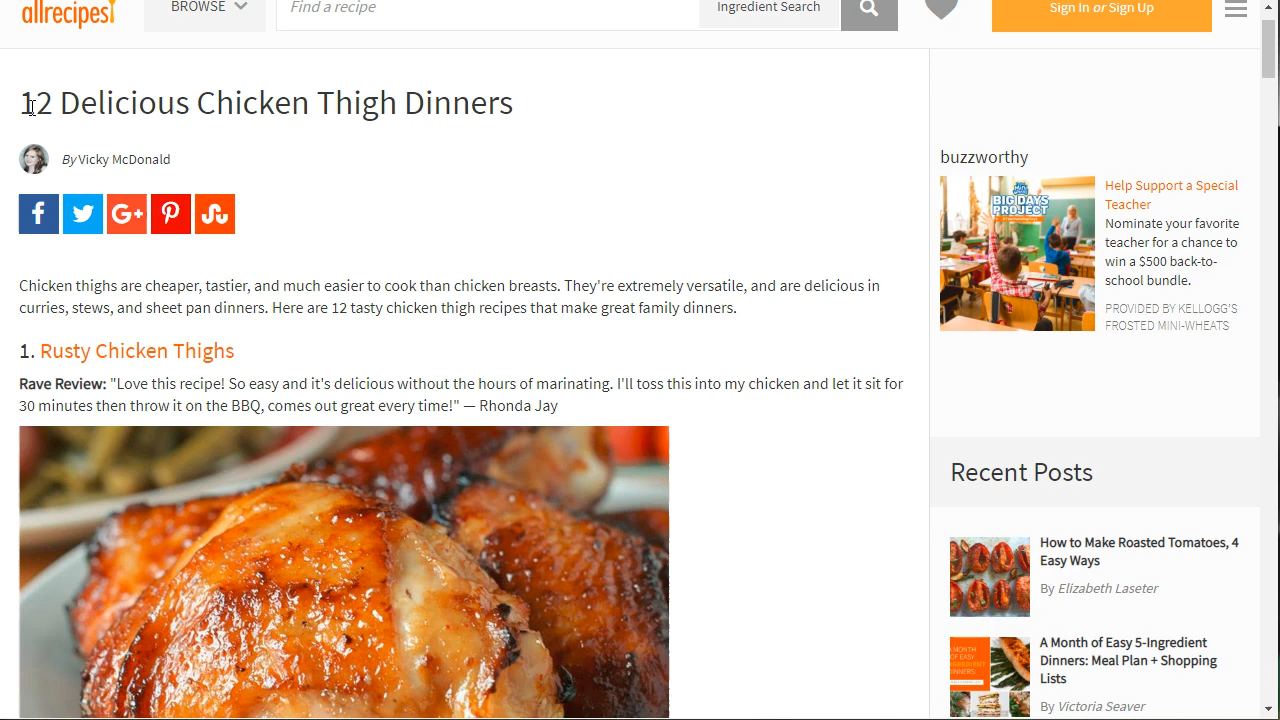 allrecipes
BROWSE
Find a recipe
Ingredient Search
Sign In or Sign Up
12 Delicious Chicken Thigh Dinners
By Vicky McDonald
Chicken thighs are cheaper, tastier, and much easier to cook than chicken breasts. They're extremely versatile, and are delicious in
curries, stews, and sheet pan dinners. Here are 12 tasty chicken thigh recipes that make great family dinners.
1. Rusty Chicken Thighs
Rave Review: "Love this recipe! So easy and it's delicious without the hours of marinating. I'll toss this into my chicken and let it sit for
30 minutes then throw it on the BBQ, comes out great every time!" — Rhonda Jay
buzzworthy
BIG DAYS
PROJECT
Help Support a Special
Teacher
Nominate your favorite
teacher for a chance to
win a $500 back-to-
school bundle.
PROVIDED BY KELLOGG'S
FROSTED MINI-WHEATS
Recent Posts
How to Make Roasted Tomatoes, 4
Easy Ways
By Elizabeth Laseter
A Month of Easy 5-Ingredient
Dinners: Meal Plan + Shopping
Lists
By Victoria Seaver